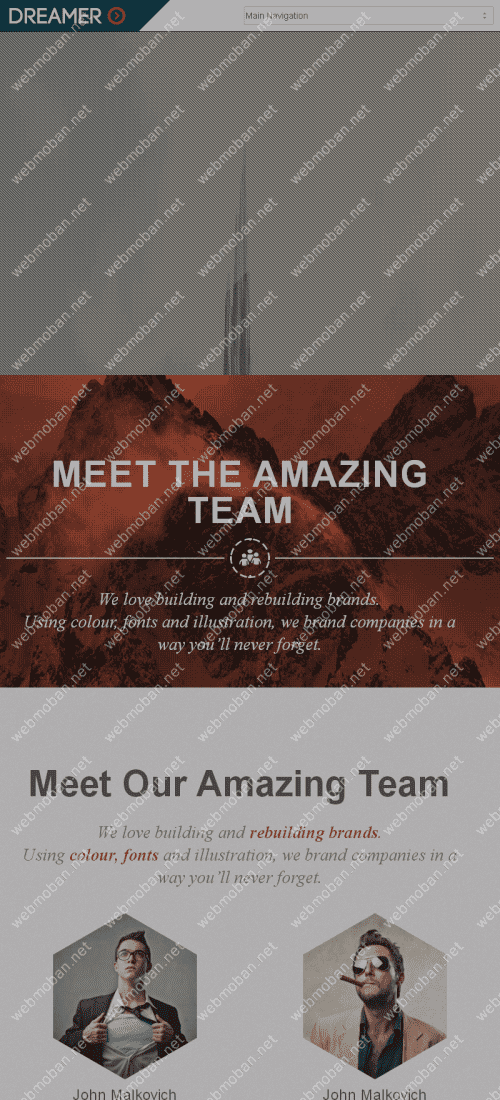 DREAMER
Main Navigation
MEET THE AMAZING
TEAM
We love building and rebuilding brands.
Using colour, fonts and illustration, we brand companies in a
way you'll never forget.
Meet Our Amazing Team
We love building and rebuilding brands.
Using colour, fonts and illustration, we brand companies in a
way you'll never forget.
John Malkovich
John Malkovich
webmoban.net